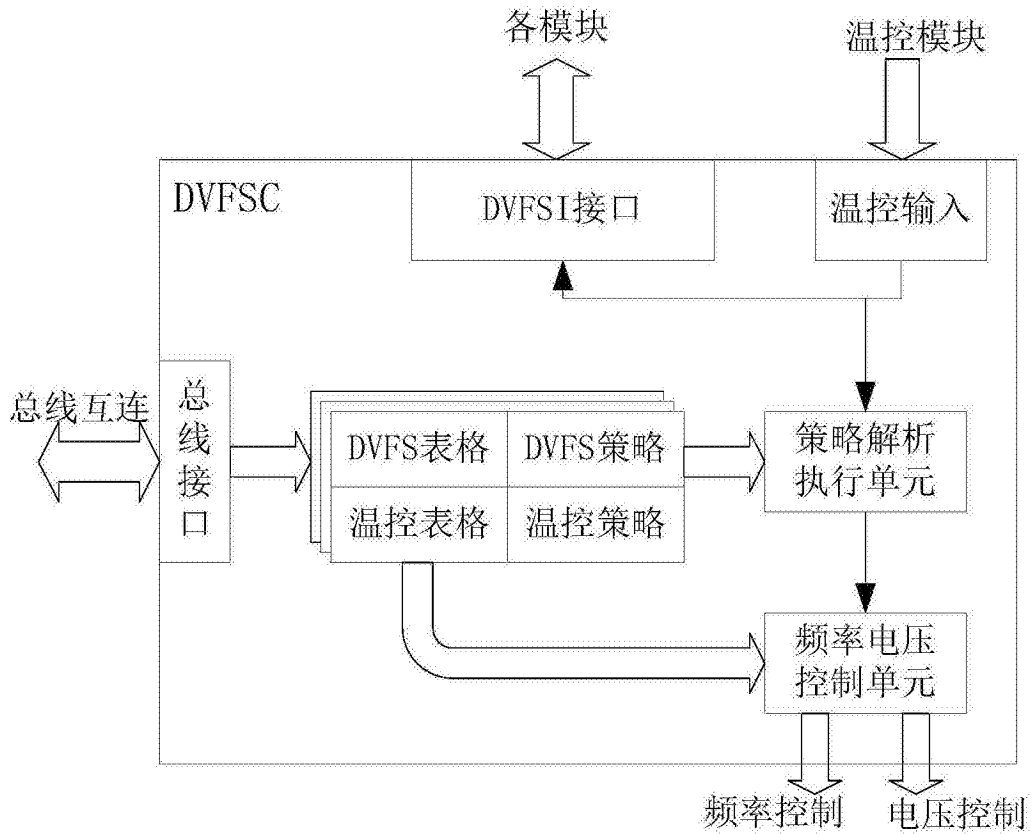 各模块
温控模块
DVFSC
DVFSI接口
温控输入
总线互连
总
线
接
口
DVFS表格
DVFS策略
温控表格
温控策略
策略解析
执行单元
频率电压
控制单元
频率控制
电压控制